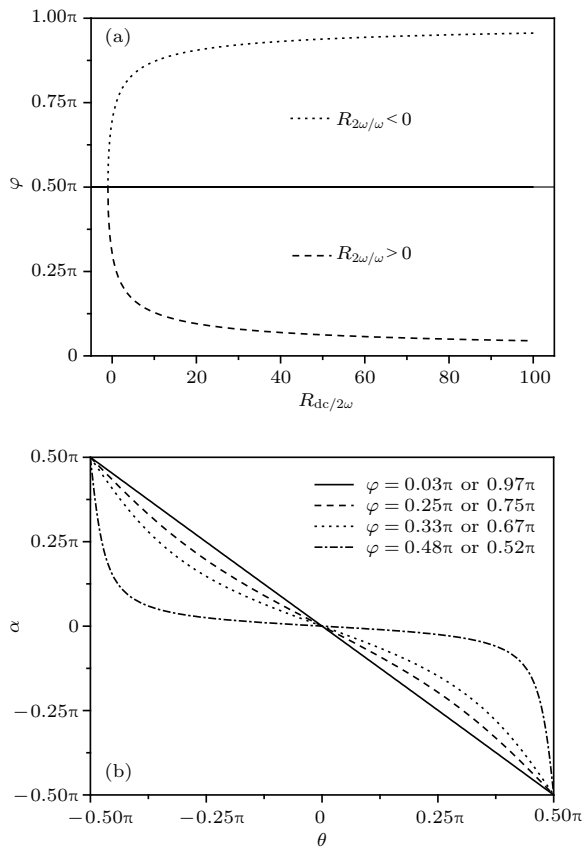 1.00π
(a)
0.75π
R2ω/ω<0
0.50π
φ
R2ω/ω>0
0.25π
0
0 20 40 60 80 100
Rdc/2ω
0.50π
φ = 0.03π or 0.97π
φ = 0.25π or 0.75π
φ = 0.33π or 0.67π
φ = 0.48π or 0.52π
0.25π
0
α
−0.25π
(b)
−0.50π
−0.50π −0.25π 0 0.25π 0.50π
θ